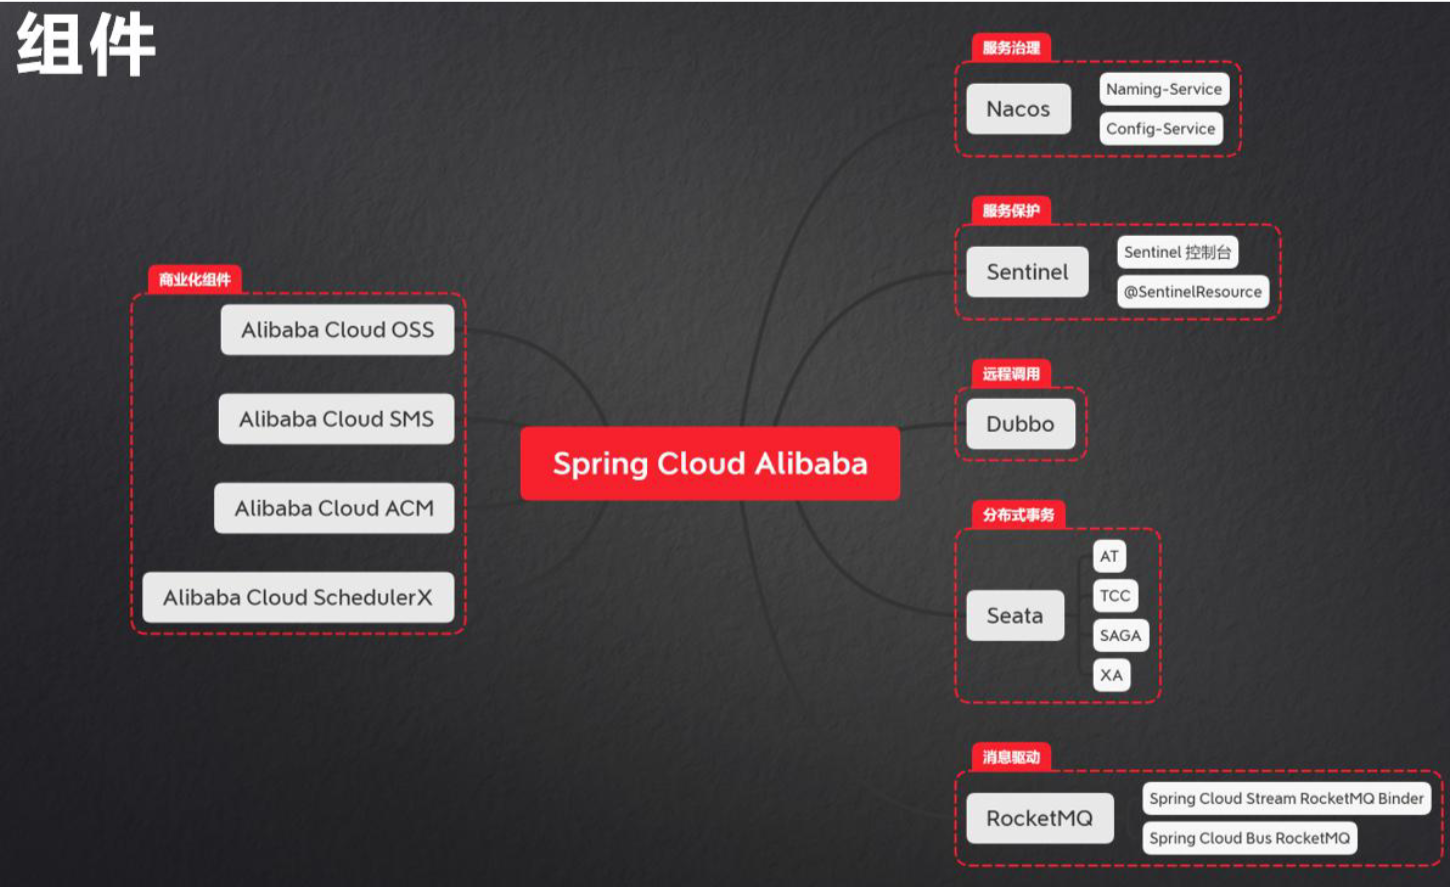 组件
服务治理
Nacos
Naming-Service
Config-Service
服务保护
Sentinel
Sentinel 控制台
@SentinelResource
商业化组件
Alibaba Cloud OSS
Alibaba Cloud SMS
Alibaba Cloud ACM
Alibaba Cloud SchedulerX
Spring Cloud Alibaba
远程调用
Dubbo
分布式事务
Seata
AT
TCC
SAGA
XA
消息驱动
RocketMQ
Spring Cloud Stream RocketMQ Binder
Spring Cloud Bus RocketMQ